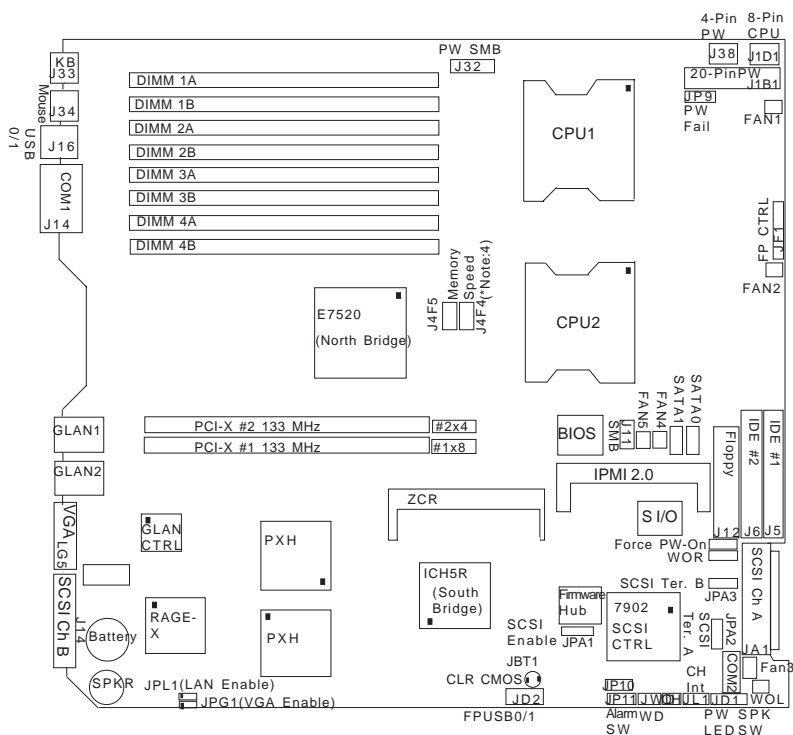 4-Pin
PW
8-Pin
CPU
KB
J33
PW SMB
J32
J38
J1D1
20-PinPW
J1B1
JP9
PW
Fail
FAN1
Mouse
J34
USB
0/1
J16
COM1
J14
DIMM 1A
DIMM 1B
DIMM 2A
DIMM 2B
DIMM 3A
DIMM 3B
DIMM 4A
DIMM 4B
CPU1
FP CTRL
JF1
FAN2
E7520
(North Bridge)
J4F5
Memory
Speed
(*Note:4)
J4F4
CPU2
GLAN1
GLAN2
PCI-X #2 133 MHz
#2x4
PCI-X #1 133 MHz
#1x8
BIOS
SMB
J11
FAN5
FAN4
SATA1
SATA0
Floppy
J12
IDE #2
J6
IDE #1
J5
IPMI 2.0
ZCR
S I/O
VGA
LG5
GLAN
CTRL
PXH
ICH5R
(South
Bridge)
Force PW-On
WOR
SCSI Ter. B
JPA3
SCSI Ch A
JA1
SCSI Ch B
J14
Battery
RAGE-
X
PXH
SCSI
Enable
Firmware
Hub
JPA1
7902
SCSI
CTRL
SCSI
Ter. A
JPA2
SPKR
JPL1(LAN Enable)
JPG1(VGA Enable)
JBT1
CLR CMOS
JD2
FPUSB0/1
JP10
JP11
Alarm
SW
JWD
WD
OH
JL1
CH
Int
COM2
JD1
PW
LED
SPK
SW
Fan3
WOL